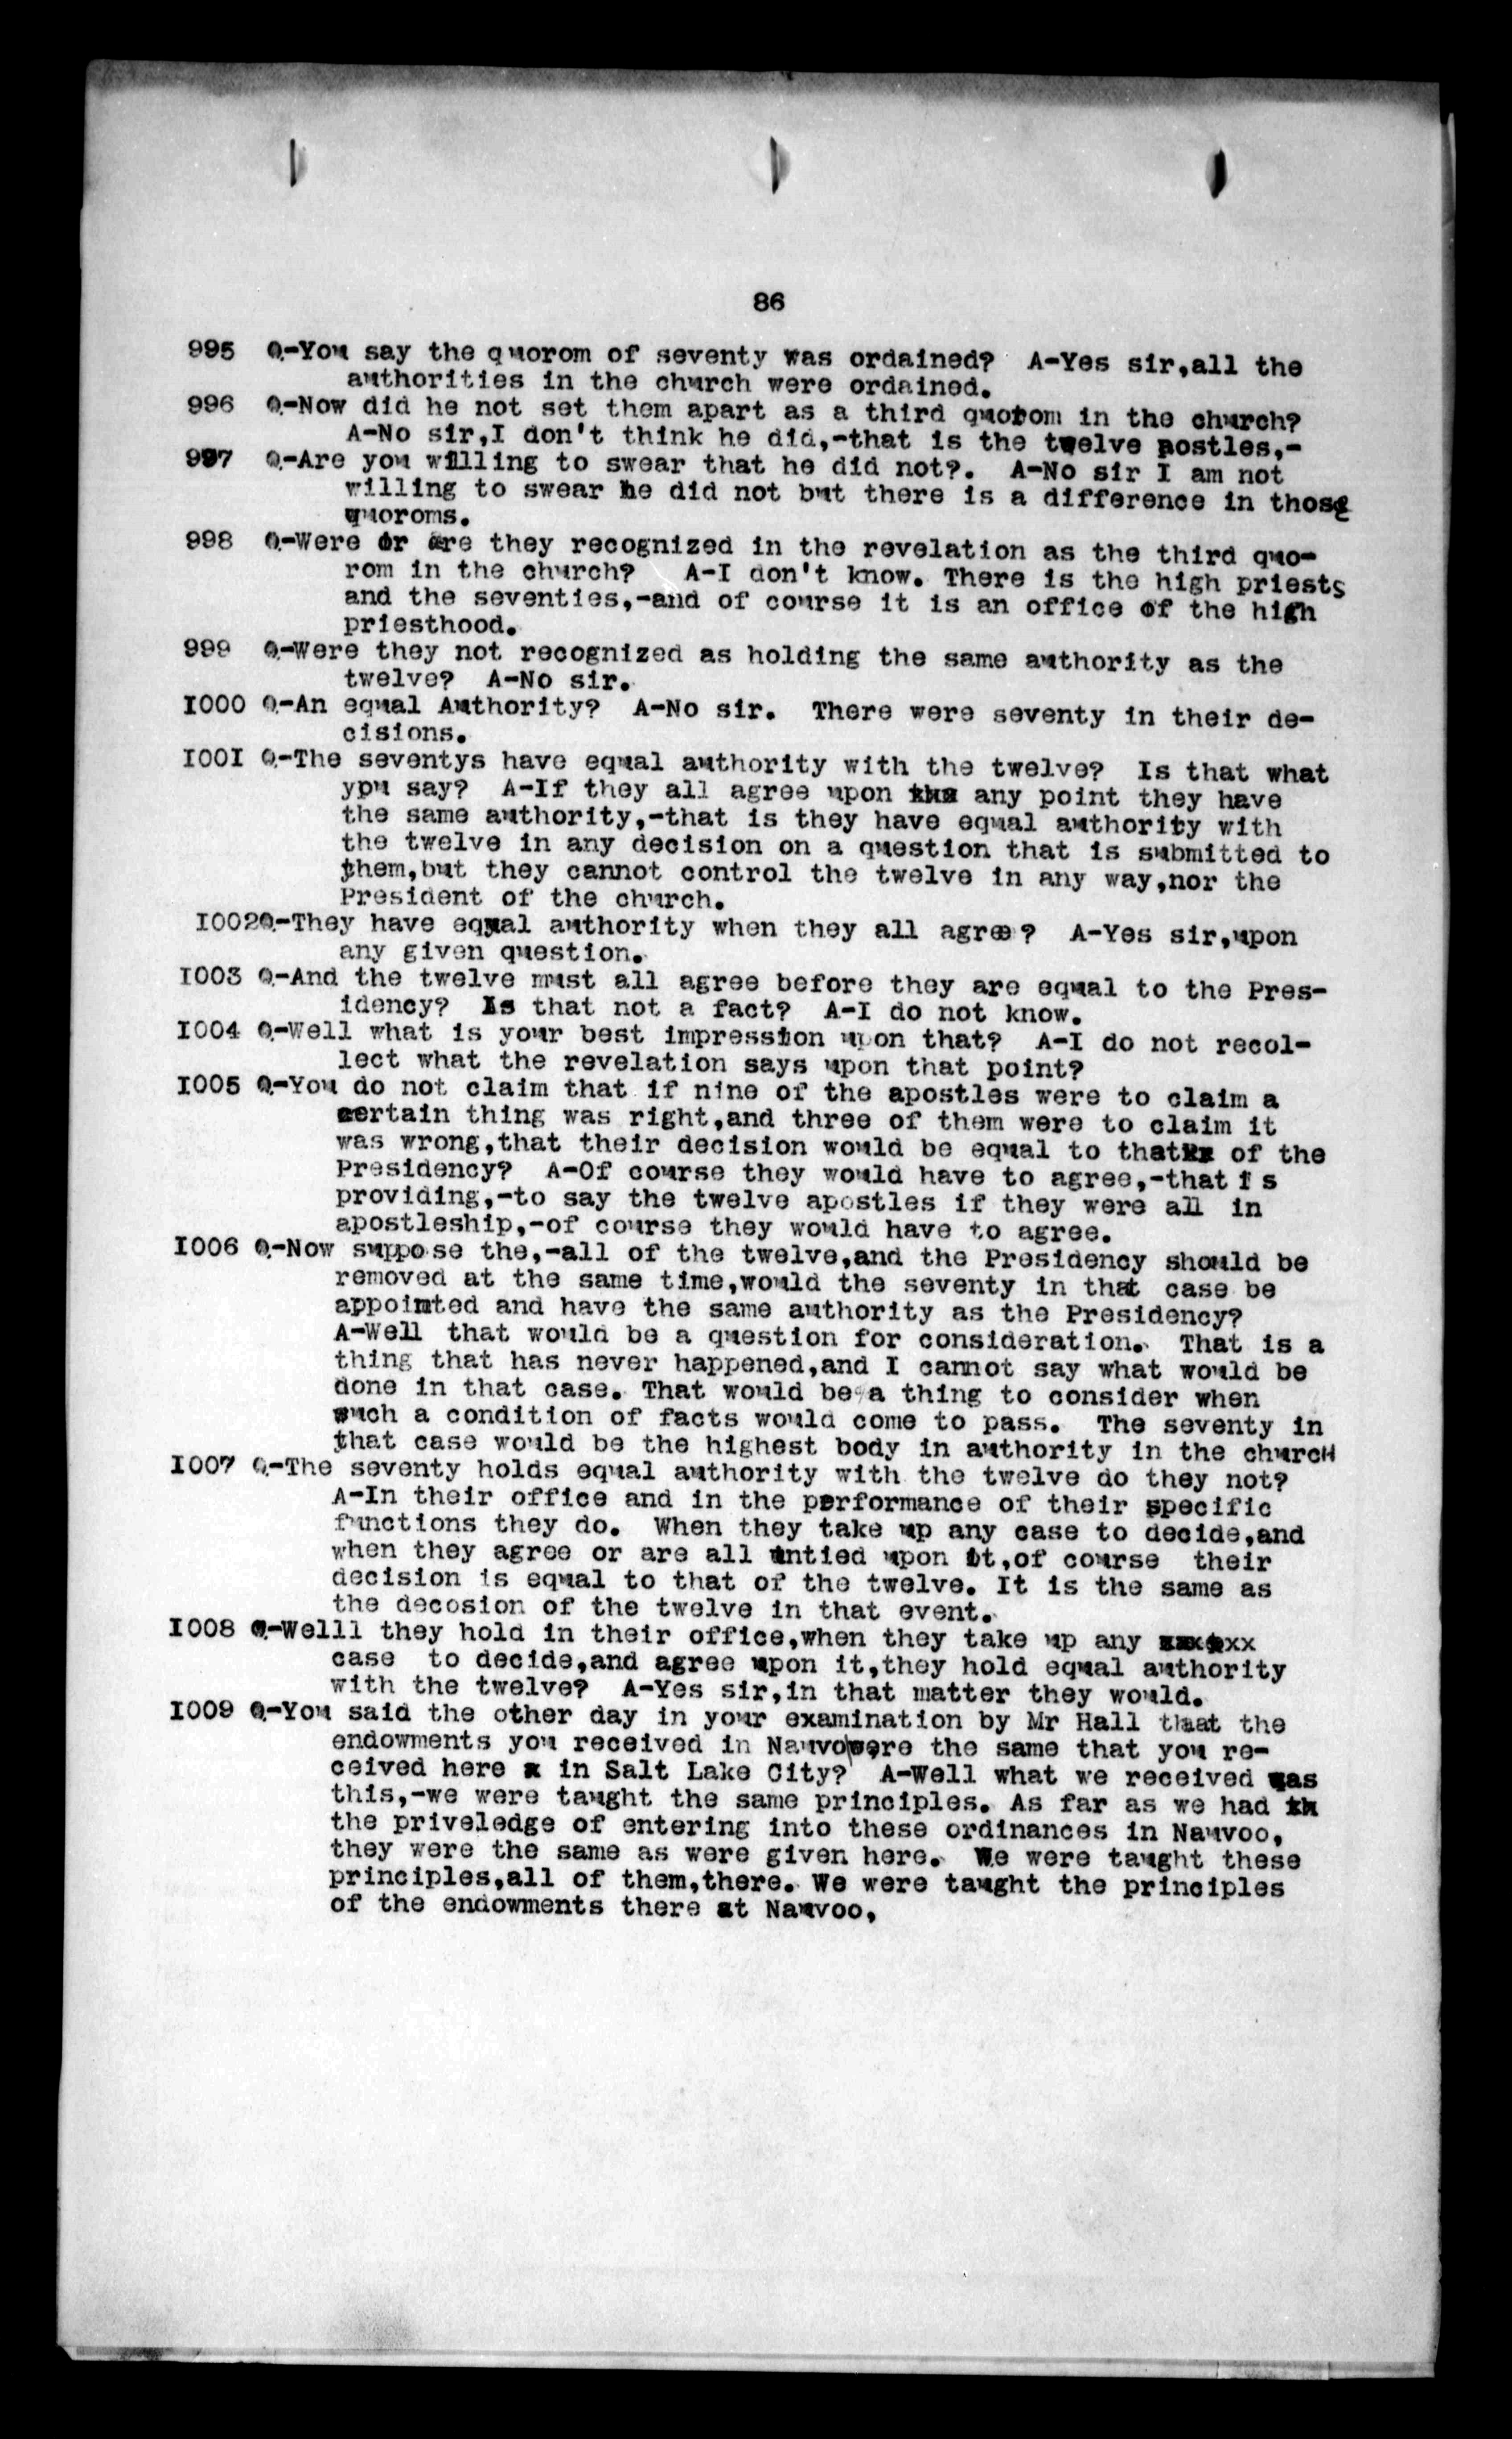 86
995 Q-You say the quorom of seventy was ordained? A-Yes sir,all the
authorities in the church were ordained.
996 Q-Now did he not set them apart as a third quorom in the church?
A-No sir,I don't think he did,-that is the twelve postles,-
997 Q-Are you willing to swear that he did not?. A-No sir I am not
willing to swear he did not but there is a difference in those
quoroms.
998 Q-Were or are they recognized in the revelation as the third quo-
rom in the church? A-I don't know. There is the high priests
and the seventies,-and of course it is an office of the high
priesthood.
999 Q-Were they not recognized as holding the same authority as the
twelve? A-No sir.
I000 Q-An equal Authority? A-No sir. There were seventy in their de-
cisions.
I00I Q-The seventys have equal authority with the twelve? Is that what
you say? A-If they all agree upon any point they have
the same authority,-that is they have equal authority with
the twelve in any decision on a question that is submitted to
them,but they cannot control the twelve in any way,nor the
President of the church.
I002Q-They have equal authority when they all agree? A-Yes sir,upon
any given question.
I003 Q-And the twelve must all agree before they are equal to the Pres-
idency? Is that not a fact? A-I do not know.
I004 Q-Well what is your best impression upon that? A-I do not recol-
lect what the revelation says upon that point?
I005 Q-You do not claim that if nine of the apostles were to claim a
certain thing was right,and three of them were to claim it
was wrong,that their decision would be equal to that of the
Presidency? A-Of course they would have to agree,-that i s
providing,-to say the twelve apostles if they were all in
apostleship,-of course they would have to agree.
I006 Q-Now suppose the,-all of the twelve,and the Presidency should be
removed at the same time,would the seventy in that case be
appointed and have the same authority as the Presidency?
A-Well that would be a question for consideration. That is a
thing that has never happened,and I cannot say what would be
done in that case. That would be a thing to consider when
such a condition of facts would come to pass. The seventy in
that case would be the highest body in authority in the church
I007 Q-The seventy holds equal authority with the twelve do they not?
A-In their office and in the performance of their specific
functions they do. When they take up any case to decide,and
when they agree or are all untied upon it,of course their
decision is equal to that of the twelve. It is the same as
the decosion of the twelve in that event.
I008 Q-Welll they hold in their office,when they take up any
case to decide,and agree upon it,they hold equal authority
with the twelve? A-Yes sir,in that matter they would.
I009 Q-You said the other day in your examination by Mr Hall thaat the
endowments you received in Nauvo were the same that you re-
ceived here x in Salt Lake City? A-Well what we received was
this,-we were taught the same principles. As far as we had th
the priveledge of entering into these ordinances in Nauvoo,
they were the same as were given here. We were taught these
principles,all of them,there. We were taught the principles
of the endowments there at Nauvoo,